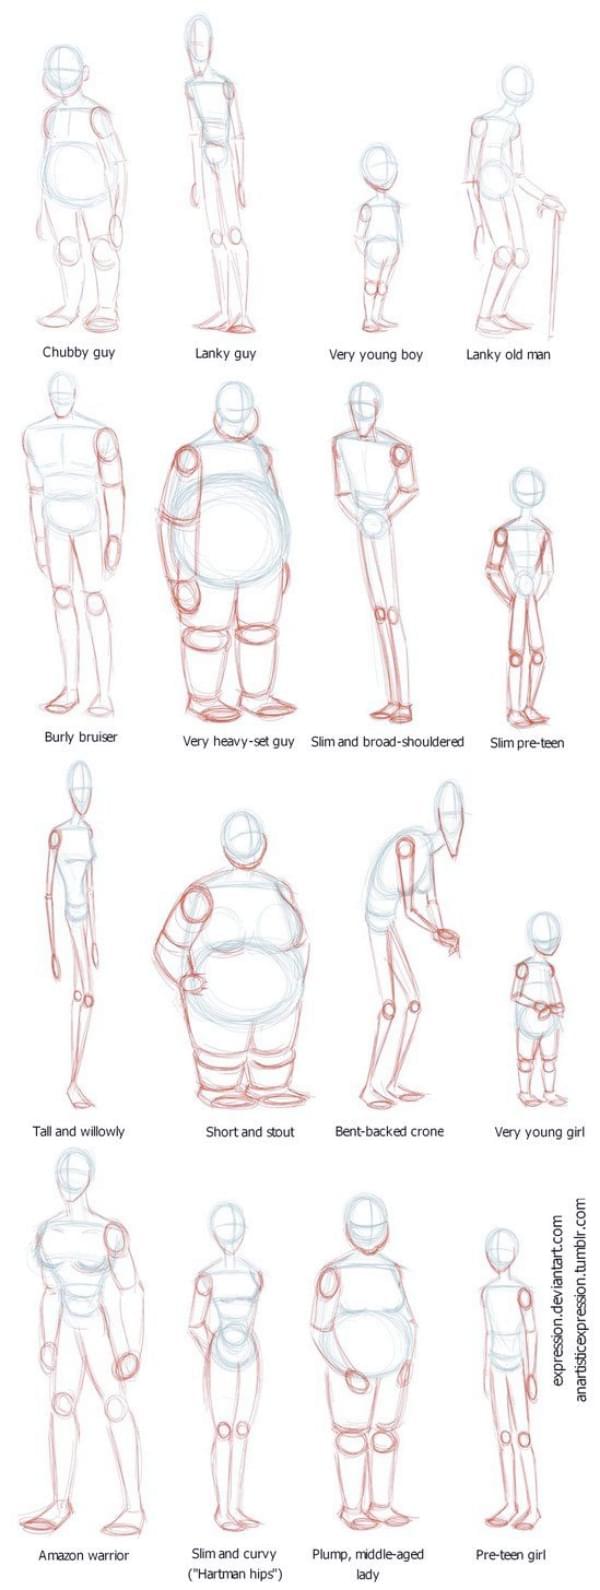 Chubby guy
Lanky guy
Very young boy
Lanky old man
Burly bruiser
Very heavy-set guy
Slim and broad-shouldered
Slim pre-teen
Tall and willowly
Short and stout
Bent-backed crone
Very young girl
expression.deviantart.com
anartisticexpression.tumblr.com
Amazon warrior
Slim and curvy
("Hartman hips")
Plump, middle-aged
lady
Pre-teen girl